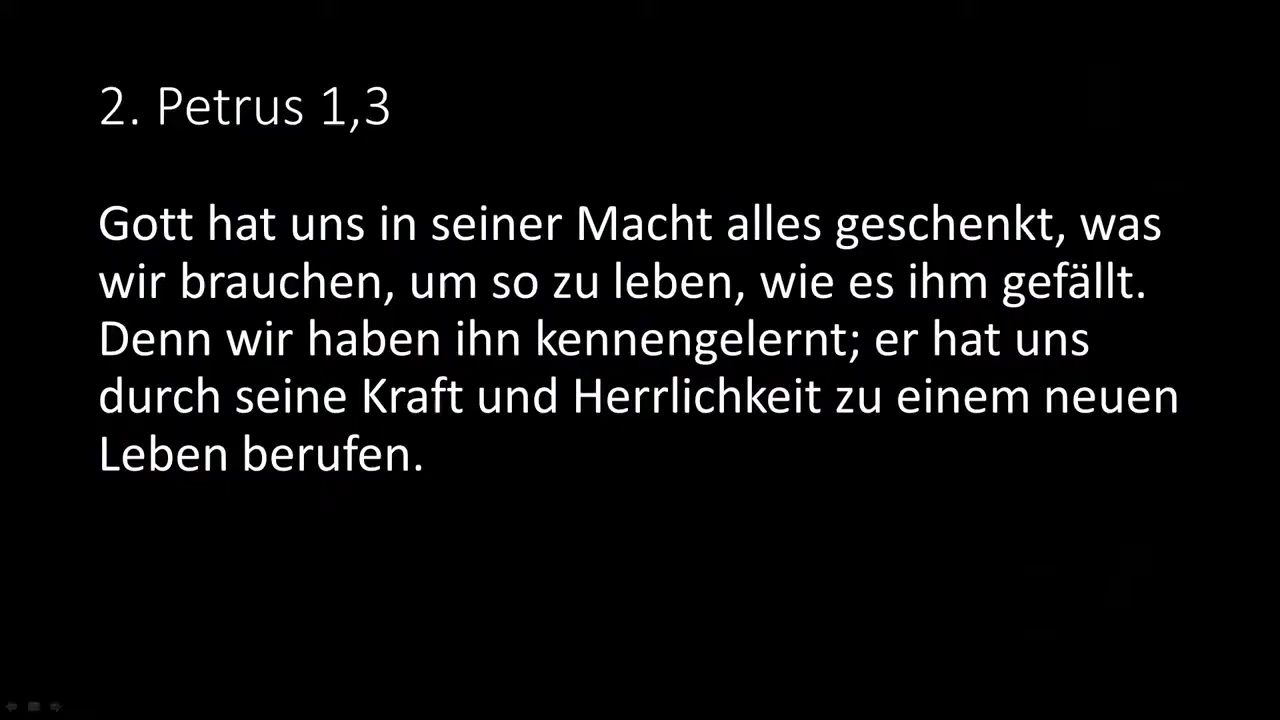 2. Petrus 1,3
Gott hat uns in seiner Macht alles geschenkt, was
wir brauchen, um so zu leben, wie es ihm gefällt.
Denn wir haben ihn kennengelernt; er hat uns
durch seine Kraft und Herrlichkeit zu einem neuen
Leben berufen.